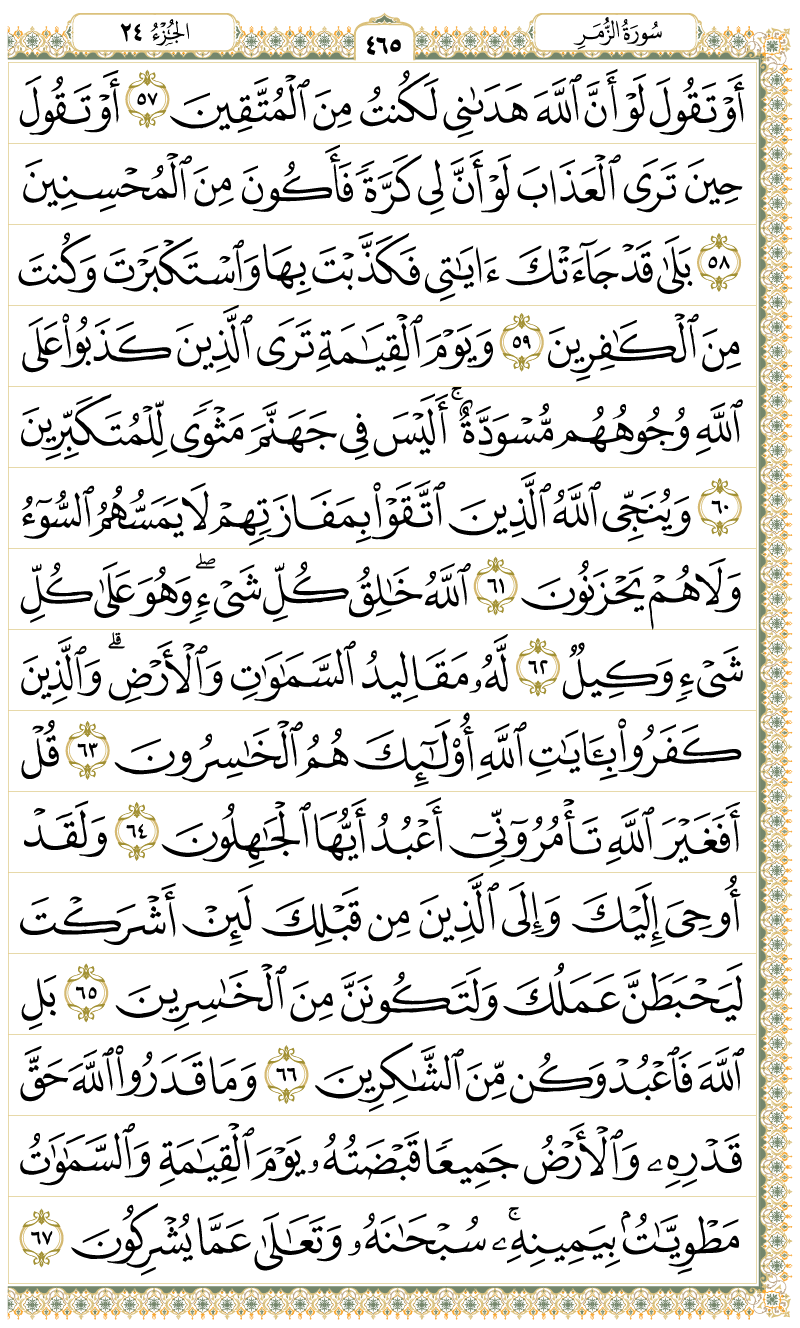 سُورَةُ الزُّمَرِ ٤٦٥ الجُزْءُ ٢٤
أَوْ تَقُولَ لَوْ أَنَّ ٱللَّهَ هَدَىٰنِى لَكُنتُ مِنَ ٱلْمُتَّقِينَ ٥٧ أَوْ تَقُولَ
حِينَ تَرَى ٱلْعَذَابَ لَوْ أَنَّ لِى كَرَّةً فَأَكُونَ مِنَ ٱلْمُحْسِنِينَ
٥٨ بَلَىٰ قَدْ جَآءَتْكَ ءَايَـٰتِى فَكَذَّبْتَ بِهَا وَٱسْتَكْبَرْتَ وَكُنتَ
مِنَ ٱلْكَـٰفِرِينَ ٥٩ وَيَوْمَ ٱلْقِيَـٰمَةِ تَرَى ٱلَّذِينَ كَذَبُوا۟ عَلَى
ٱللَّهِ وُجُوهُهُم مُّسْوَدَّةٌ ۚ أَلَيْسَ فِى جَهَنَّمَ مَثْوًى لِّلْمُتَكَبِّرِينَ
٦٠ وَيُنَجِّى ٱللَّهُ ٱلَّذِينَ ٱتَّقَوْا۟ بِمَفَازَتِهِمْ لَا يَمَسُّهُمُ ٱلسُّوٓءُ
وَلَا هُمْ يَحْزَنُونَ ٦١ ٱللَّهُ خَـٰلِقُ كُلِّ شَىْءٍ ۖ وَهُوَ عَلَىٰ كُلِّ
شَىْءٍ وَكِيلٌ ٦٢ لَّهُۥ مَقَالِيدُ ٱلسَّمَـٰوَٰتِ وَٱلْأَرْضِ ۗ وَٱلَّذِينَ
كَفَرُوا۟ بِـَٔايَـٰتِ ٱللَّهِ أُو۟لَـٰٓئِكَ هُمُ ٱلْخَـٰسِرُونَ ٦٣ قُلْ
أَفَغَيْرَ ٱللَّهِ تَأْمُرُوٓنِّىٓ أَعْبُدُ أَيُّهَا ٱلْجَـٰهِلُونَ ٦٤ وَلَقَدْ
أُوحِىَ إِلَيْكَ وَإِلَى ٱلَّذِينَ مِن قَبْلِكَ لَئِنْ أَشْرَكْتَ
لَيَحْبَطَنَّ عَمَلُكَ وَلَتَكُونَنَّ مِنَ ٱلْخَـٰسِرِينَ ٦٥ بَلِ
ٱللَّهَ فَٱعْبُدْ وَكُن مِّنَ ٱلشَّـٰكِرِينَ ٦٦ وَمَا قَدَرُوا۟ ٱللَّهَ حَقَّ
قَدْرِهِۦ وَٱلْأَرْضُ جَمِيعًا قَبْضَتُهُۥ يَوْمَ ٱلْقِيَـٰمَةِ وَٱلسَّمَـٰوَٰتُ
مَطْوِيَّـٰتٌۢ بِيَمِينِهِۦ ۚ سُبْحَـٰنَهُۥ وَتَعَـٰلَىٰ عَمَّا يُشْرِكُونَ ٦٧